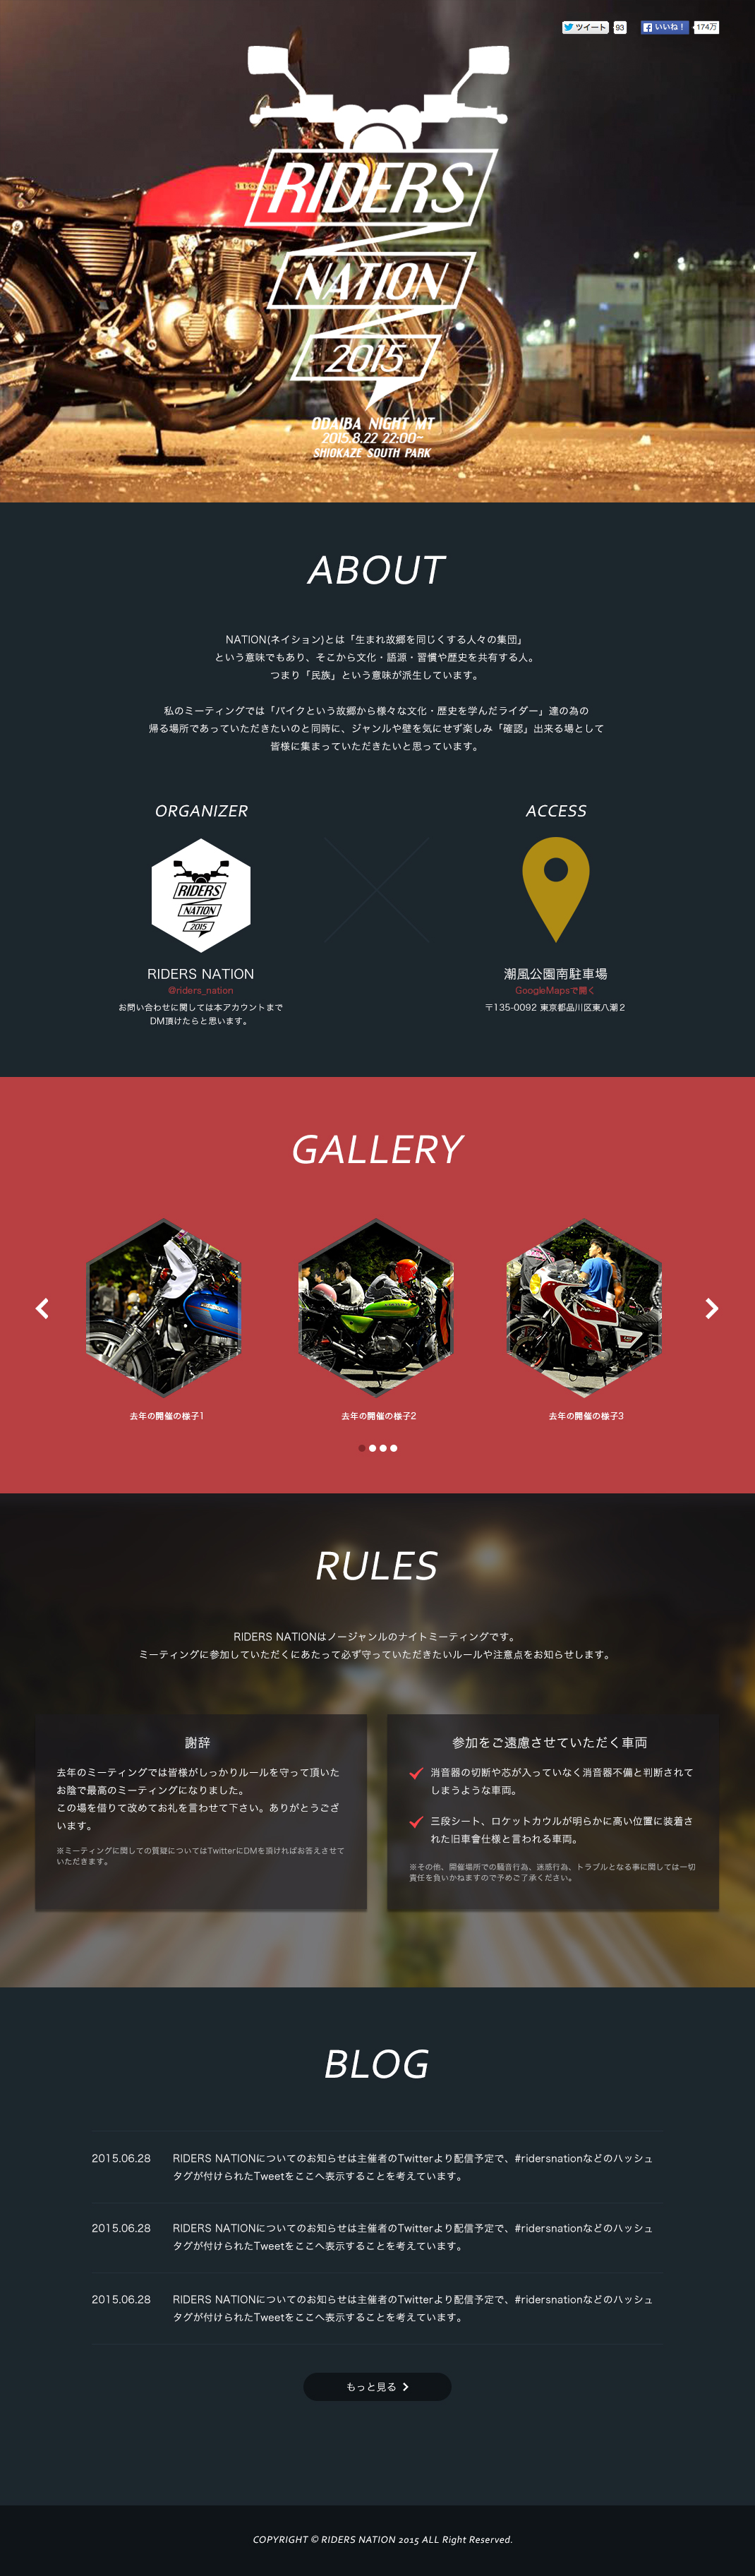 ツイート 93 いいね！ 174万
RIDERS
NATION
2015
ODAIBA NIGHT MT
2015.8.22 22:00~
SHIOKAZE SOUTH PARK
ABOUT
NATION(ネイション)とは「生まれ故郷を同じくする人々の集団」
という意味でもあり、そこから文化・語源・習慣や歴史を共有する人。
つまり「民族」という意味が派生しています。
私のミーティングでは「バイクという故郷から様々な文化・歴史を学んだライダー」達の為の
帰る場所であっていただきたいのと同時に、ジャンルや壁を気にせず楽しみ「確認」出来る場として
皆様に集まっていただきたいと思っています。
ORGANIZER
RIDERS
NATION
2015
RIDERS NATION
@riders_nation
お問い合わせに関しては本アカウントまで
DM頂けたらと思います。
ACCESS
潮風公園南駐車場
GoogleMapsで開く
〒135-0092 東京都品川区東八潮２
GALLERY
去年の開催の様子1
去年の開催の様子2
去年の開催の様子3
RULES
RIDERS NATIONはノージャンルのナイトミーティングです。
ミーティングに参加していただくにあたって必ず守っていただきたいルールや注意点をお知らせします。
謝辞
去年のミーティングでは皆様がしっかりルールを守って頂いた
お陰で最高のミーティングになりました。
この場を借りて改めてお礼を言わせて下さい。ありがとうござ
います。
※ミーティングに関しての質疑についてはTwitterにDMを頂ければお答えさせて
いただきます。
参加をご遠慮させていただく車両
消音器の切断や芯が入っていなく消音器不備と判断されて
しまうような車両。
三段シート、ロケットカウルが明らかに高い位置に装着さ
れた旧車會仕様と言われる車両。
※その他、開催場所での騒音行為、迷惑行為、トラブルとなる事に関しては一切
責任を負いかねますので予めご了承ください。
BLOG
2015.06.28 RIDERS NATIONについてのお知らせは主催者のTwitterより配信予定で、#ridersnationなどのハッシュ
タグが付けられたTweetをここへ表示することを考えています。
2015.06.28 RIDERS NATIONについてのお知らせは主催者のTwitterより配信予定で、#ridersnationなどのハッシュ
タグが付けられたTweetをここへ表示することを考えています。
2015.06.28 RIDERS NATIONについてのお知らせは主催者のTwitterより配信予定で、#ridersnationなどのハッシュ
タグが付けられたTweetをここへ表示することを考えています。
もっと見る
COPYRIGHT © RIDERS NATION 2015 ALL Right Reserved.